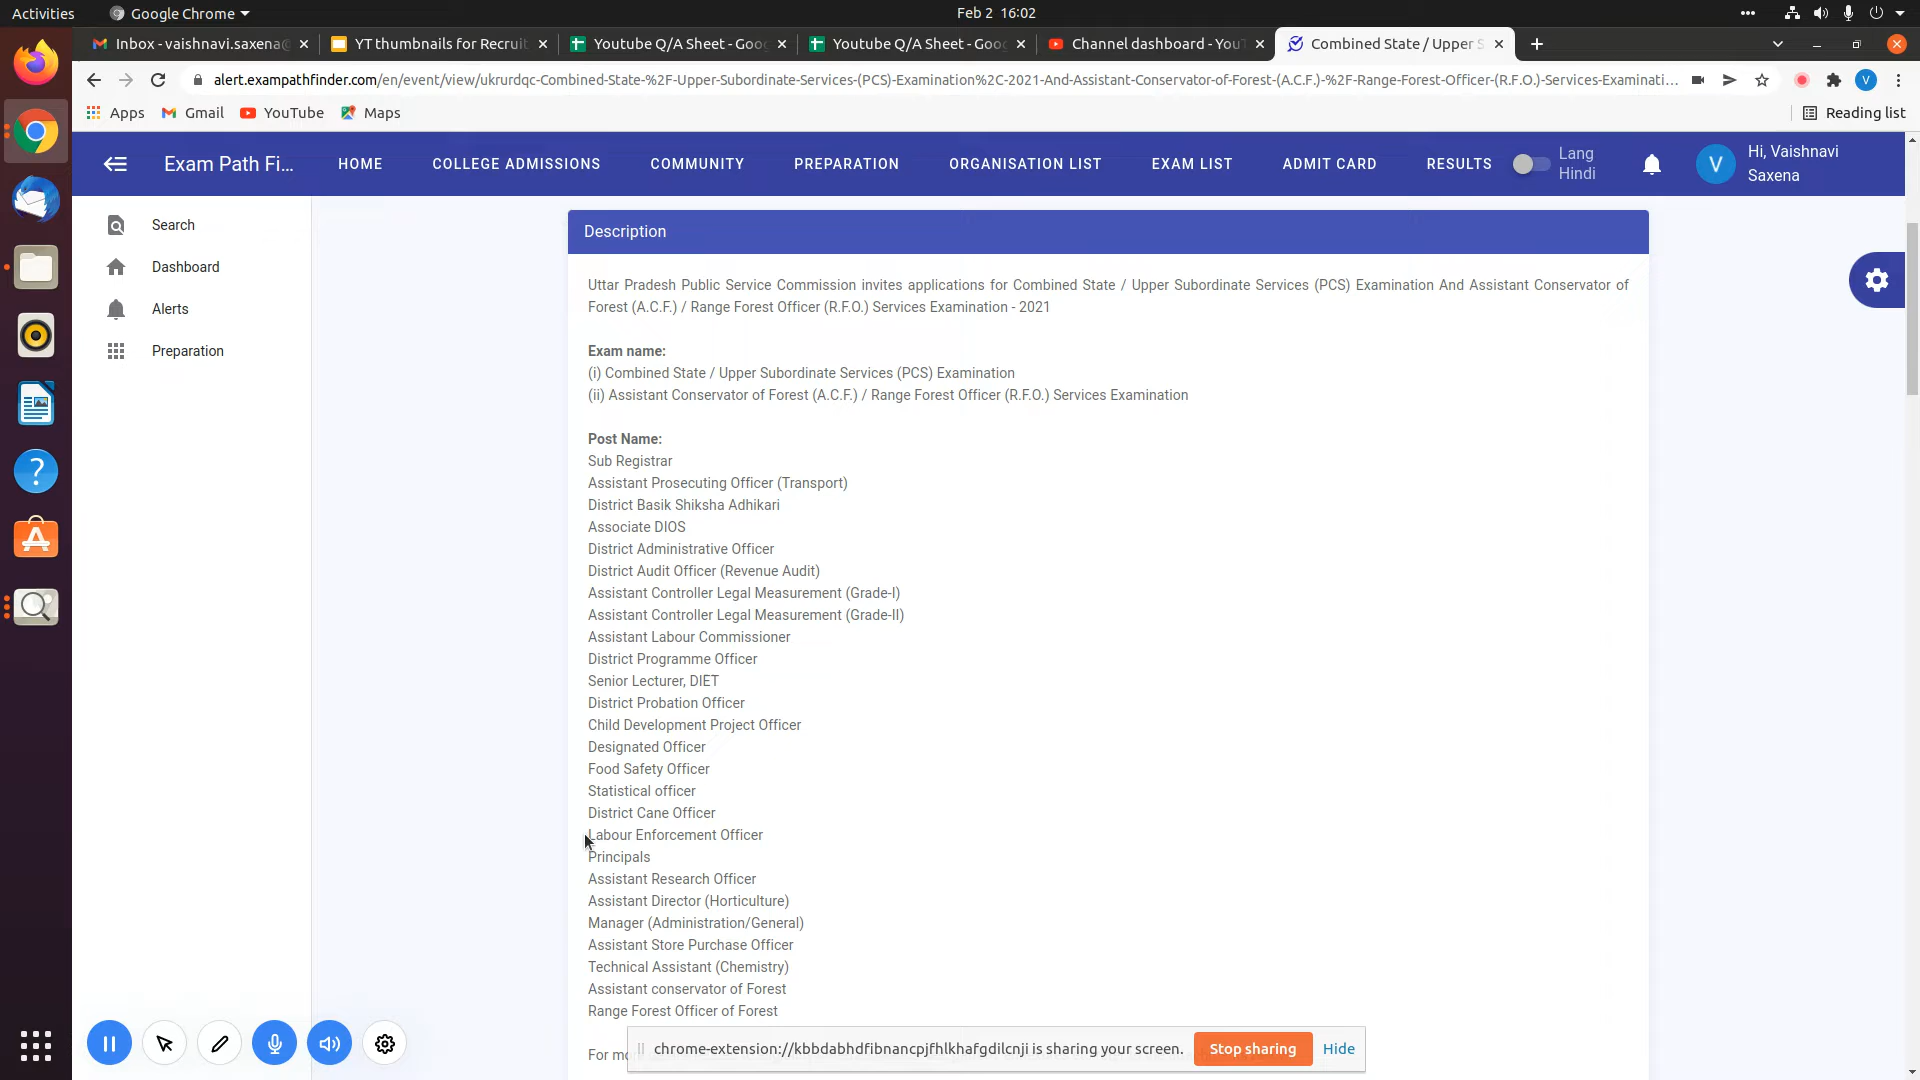 Activities
Google Chrome
Feb 2 16:02
Inbox - vaishnavi.saxena@
YT thumbnails for Recruit
Youtube Q/A Sheet - Goog
Youtube Q/A Sheet - Goog
Channel dashboard - YouT
Combined State / Upper S
alert.exampathfinder.com/en/event/view/ukrurdqc-Combined-State-%2F-Upper-Subordinate-Services-(PCS)-Examination%2C-2021-And-Assistant-Conservator-of-Forest-(A.C.F.)-%2F-Range-Forest-Officer-(R.F.O.)-Services-Examinati...
V
Apps
Gmail
YouTube
Maps
Reading list
Exam Path Fi...
HOME
COLLEGE ADMISSIONS
COMMUNITY
PREPARATION
ORGANISATION LIST
EXAM LIST
ADMIT CARD
RESULTS
Lang
Hindi
V
Hi, Vaishnavi
Saxena
Search
Dashboard
Alerts
Preparation
Description
Uttar Pradesh Public Service Commission invites applications for Combined State / Upper Subordinate Services (PCS) Examination And Assistant Conservator of
Forest (A.C.F.) / Range Forest Officer (R.F.O.) Services Examination - 2021
Exam name:
(i) Combined State / Upper Subordinate Services (PCS) Examination
(ii) Assistant Conservator of Forest (A.C.F.) / Range Forest Officer (R.F.O.) Services Examination
Post Name:
Sub Registrar
Assistant Prosecuting Officer (Transport)
District Basik Shiksha Adhikari
Associate DIOS
District Administrative Officer
District Audit Officer (Revenue Audit)
Assistant Controller Legal Measurement (Grade-I)
Assistant Controller Legal Measurement (Grade-II)
Assistant Labour Commissioner
District Programme Officer
Senior Lecturer, DIET
District Probation Officer
Child Development Project Officer
Designated Officer
Food Safety Officer
Statistical officer
District Cane Officer
Labour Enforcement Officer
Principals
Assistant Research Officer
Assistant Director (Horticulture)
Manager (Administration/General)
Assistant Store Purchase Officer
Technical Assistant (Chemistry)
Assistant conservator of Forest
Range Forest Officer of Forest
For mo
chrome-extension://kbbdabhdfibnancpjfhlkhafgdilcnji is sharing your screen.
Stop sharing
Hide